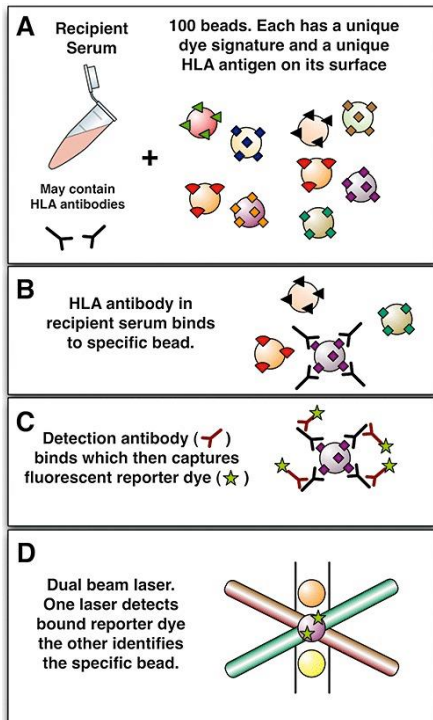 A
Recipient
Serum
100 beads. Each has a unique
dye signature and a unique
HLA antigen on its surface
+
May contain
HLA antibodies
B
HLA antibody in
recipient serum binds
to specific bead.
C
Detection antibody ( )
binds which then captures
fluorescent reporter dye ( )
D
Dual beam laser.
One laser detects
bound reporter dye
the other identifies
the specific bead.